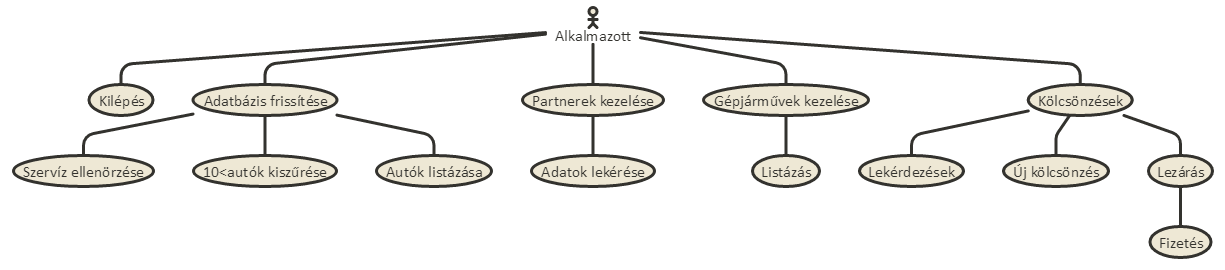 Alkalmazott
Kilépés
Adatbázis frissítése
Partnerek kezelése
Gépjárművek kezelése
Kölcsönzések
Szervíz ellenörzése
10<autók kiszűrése
Autók listázása
Adatok lekérése
Listázás
Lekérdezések
Új kölcsönzés
Lezárás
Fizetés